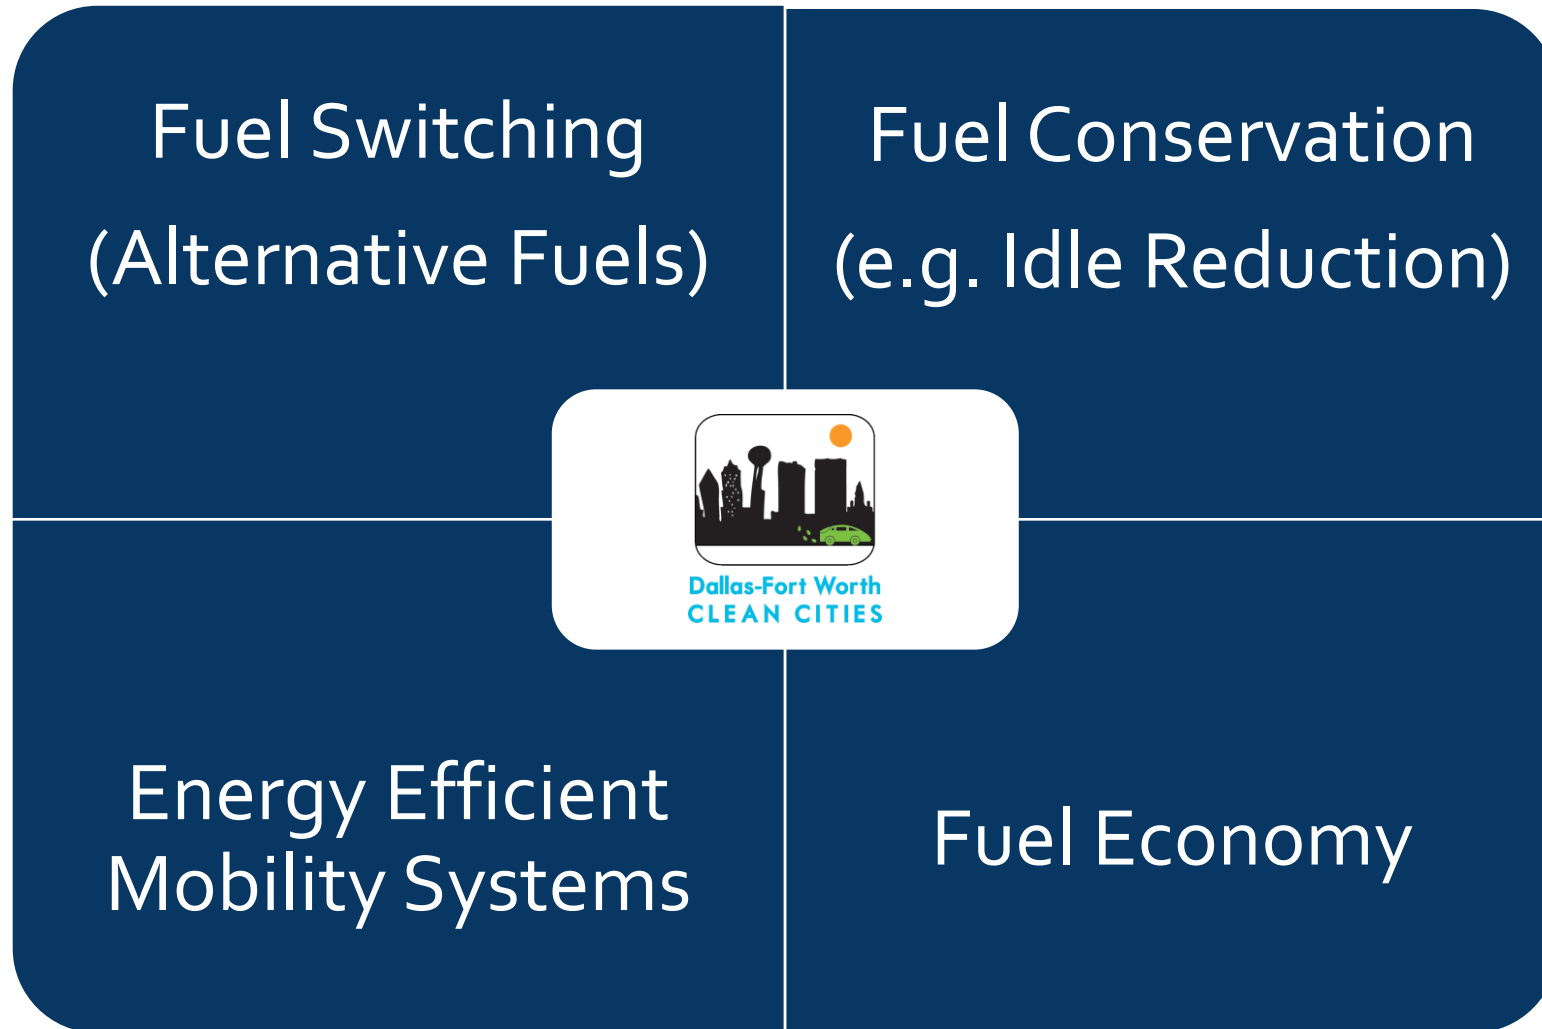 Fuel Switching
(Alternative Fuels)
Fuel Conservation
(e.g. Idle Reduction)
Dallas-Fort Worth
CLEAN CITIES
Energy Efficient
Mobility Systems
Fuel Economy